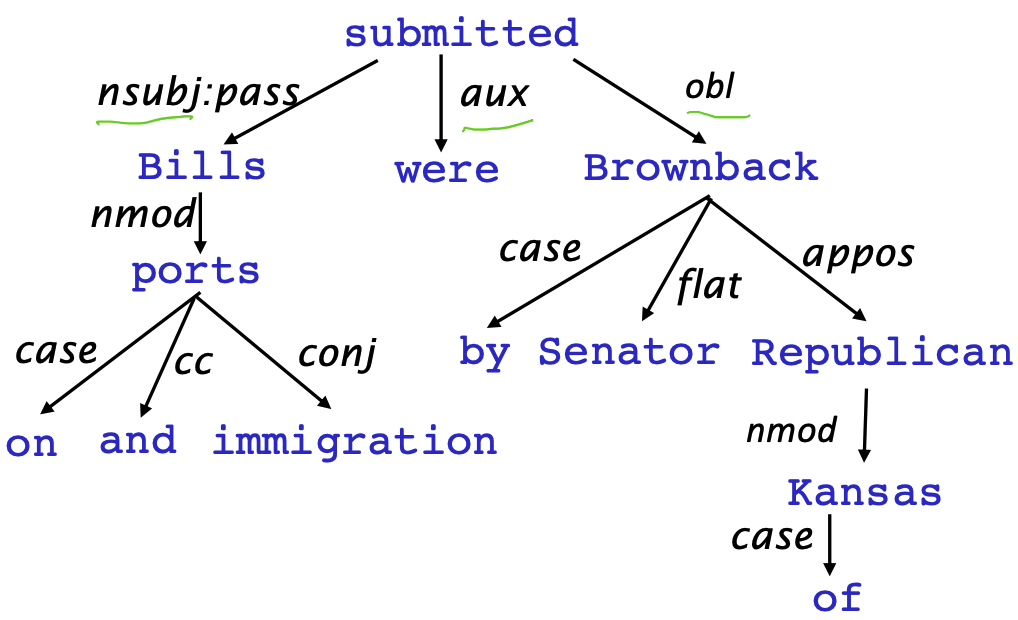 submitted
nsubj:pass aux obl
Bills were Brownback
nmod
case flat appos
ports
by Senator Republican
case cc conj
nmod
on and immigration
Kansas
case
of